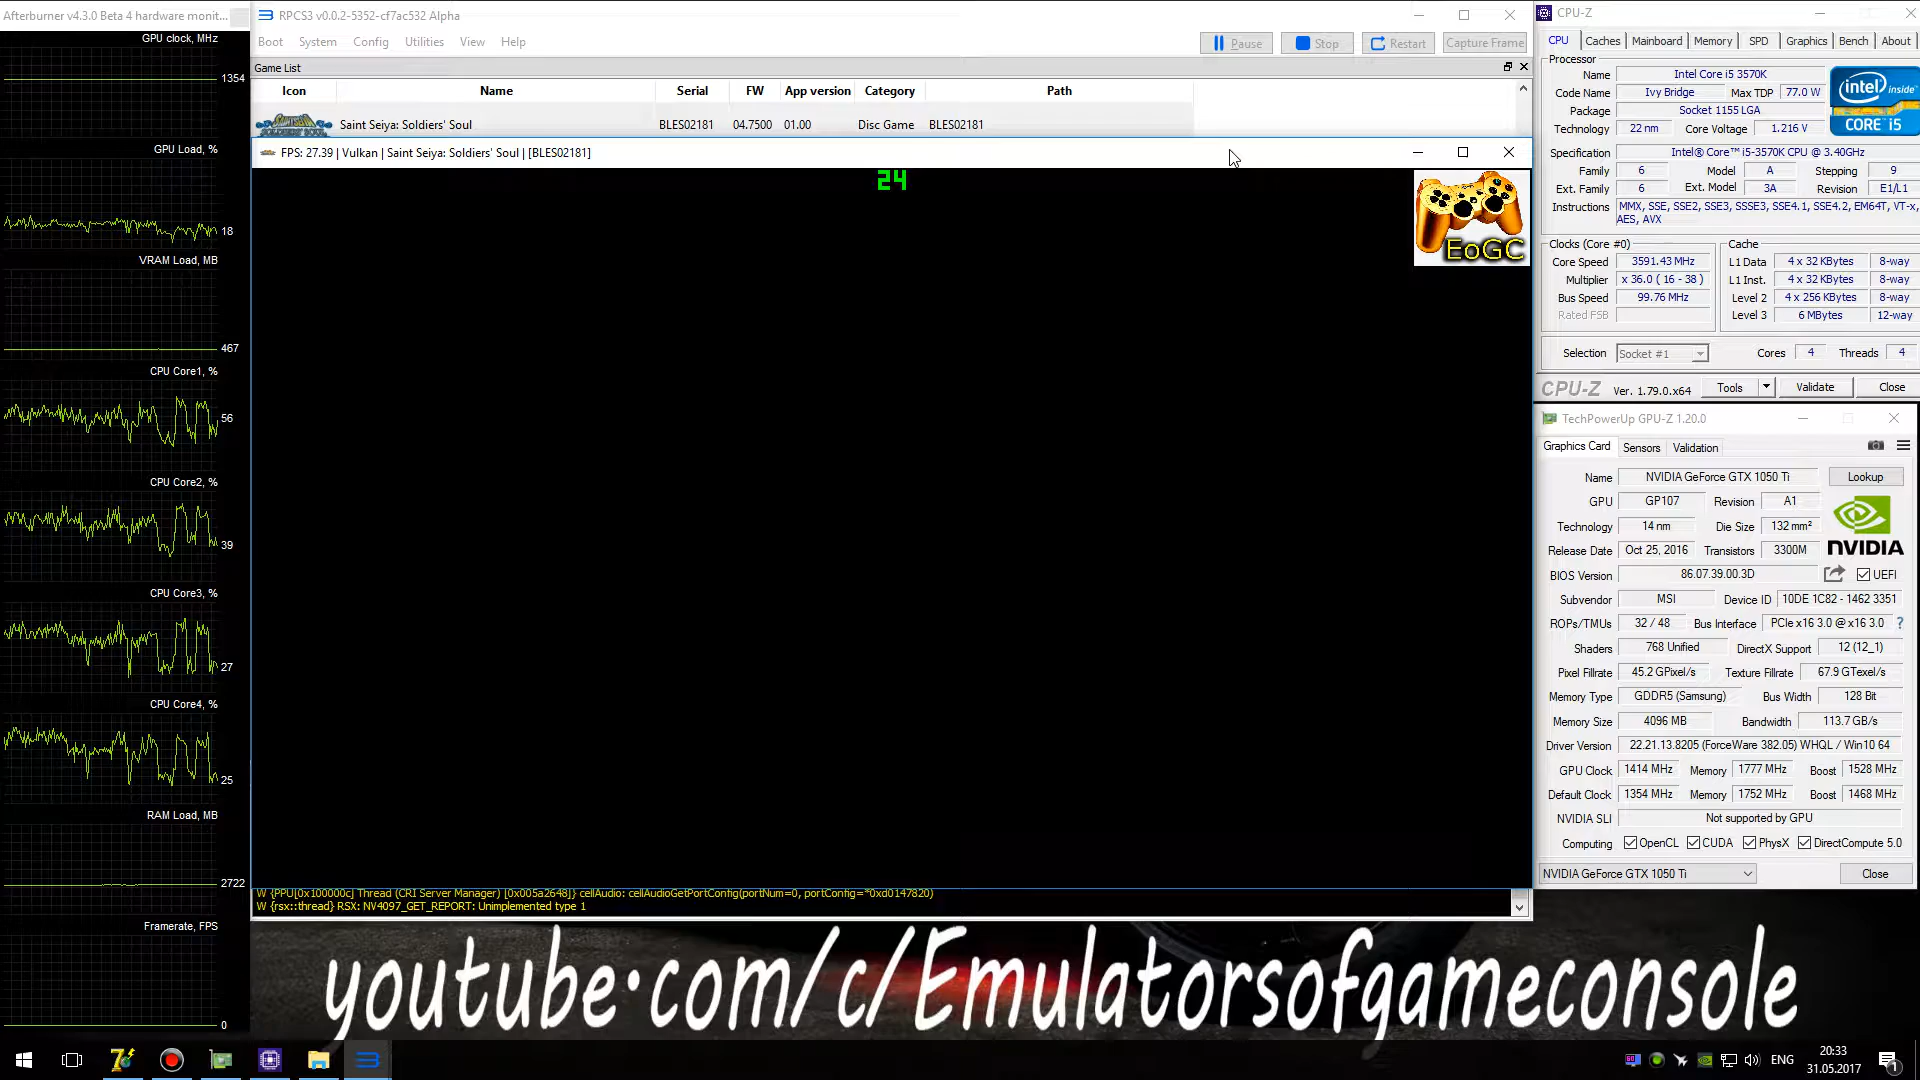 Afterburner v4.3.0 Beta 4 hardware monit...
GPU clock, MHz
1354
GPU Load, %
18
VRAM Load, MB
467
CPU Core1, %
56
CPU Core2, %
39
CPU Core3, %
27
CPU Core4, %
25
RAM Load, MB
2722
Framerate, FPS
0
RPCS3 v0.0.2-5352-cf7ac532 Alpha
Boot System Config Utilities View Help
Pause Stop Restart Capture Frame
Game List
Icon Name Serial FW App version Category Path
Saint Seiya: Soldiers' Soul BLES02181 04.7500 01.00 Disc Game BLES02181
FPS: 27.39 | Vulkan | Saint Seiya: Soldiers' Soul | [BLES02181]
24
EoGC
W {PPU[0x100000c] Thread (CRI Server Manager) [0x005a2648]} cellAudio: cellAudioGetPortConfig(portNum=0, portConfig=*0xd0147820)
W {rsx::thread} RSX: NV4097_GET_REPORT: Unimplemented type 1
youtube.com/c/Emulatorsofgameconsole
CPU-Z
CPU Caches Mainboard Memory SPD Graphics Bench About
Processor
Name Intel Core i5 3570K
Code Name Ivy Bridge Max TDP 77.0 W
Package Socket 1155 LGA
Technology 22 nm Core Voltage 1.216 V
intel inside
CORE i5
Specification Intel® Core™ i5-3570K CPU @ 3.40GHz
Family 6 Model A Stepping 9
Ext. Family 6 Ext. Model 3A Revision E1/L1
Instructions MMX, SSE, SSE2, SSE3, SSSE3, SSE4.1, SSE4.2, EM64T, VT-x,
AES, AVX
Clocks (Core #0) Cache
Core Speed 3591.43 MHz L1 Data 4 x 32 KBytes 8-way
Multiplier x 36.0 ( 16 - 38 ) L1 Inst. 4 x 32 KBytes 8-way
Bus Speed 99.76 MHz Level 2 4 x 256 KBytes 8-way
Rated FSB Level 3 6 MBytes 12-way
Selection Socket #1 Cores 4 Threads 4
CPU-Z Ver. 1.79.0.x64 Tools Validate Close
TechPowerUp GPU-Z 1.20.0
Graphics Card Sensors Validation
Name NVIDIA GeForce GTX 1050 Ti Lookup
GPU GP107 Revision A1
Technology 14 nm Die Size 132 mm²
Release Date Oct 25, 2016 Transistors 3300M
NVIDIA
BIOS Version 86.07.39.00.3D UEFI
Subvendor MSI Device ID 10DE 1C82 - 1462 3351
ROPs/TMUs 32 / 48 Bus Interface PCIe x16 3.0 @ x16 3.0 ?
Shaders 768 Unified DirectX Support 12 (12_1)
Pixel Fillrate 45.2 GPixel/s Texture Fillrate 67.9 GTexel/s
Memory Type GDDR5 (Samsung) Bus Width 128 Bit
Memory Size 4096 MB Bandwidth 113.7 GB/s
Driver Version 22.21.13.8205 (ForceWare 382.05) WHQL / Win10 64
GPU Clock 1414 MHz Memory 1777 MHz Boost 1528 MHz
Default Clock 1354 MHz Memory 1752 MHz Boost 1468 MHz
NVIDIA SLI Not supported by GPU
Computing OpenCL CUDA PhysX DirectCompute 5.0
NVIDIA GeForce GTX 1050 Ti Close
ENG 20:33
31.05.2017
1